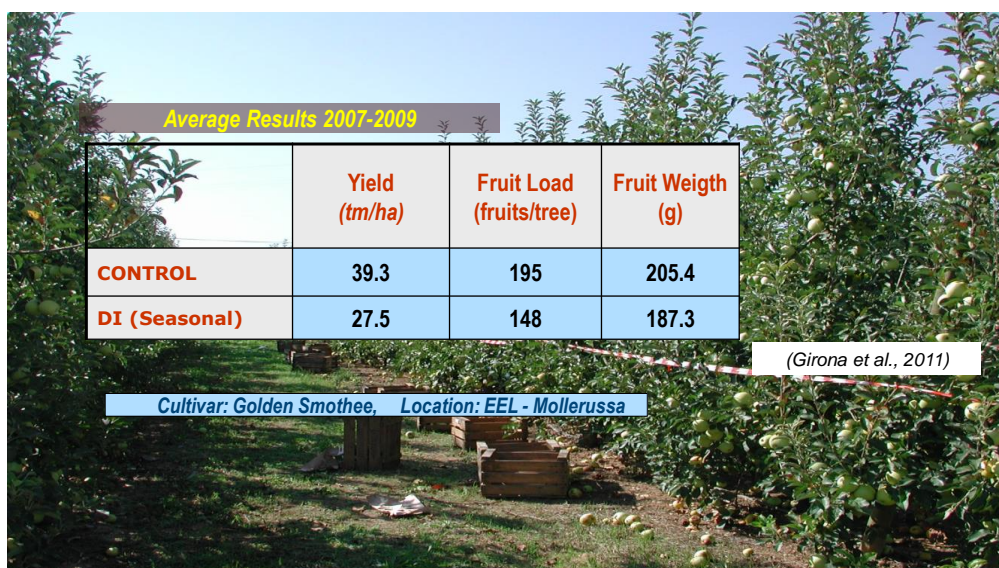 Average Results 2007-2009
Yield Fruit Load Fruit Weigth
(tm/ha) (fruits/tree) (g)
CONTROL 39.3 195 205.4
DI (Seasonal) 27.5 148 187.3
(Girona et al., 2011)
Cultivar: Golden Smothee, Location: EEL - Mollerussa